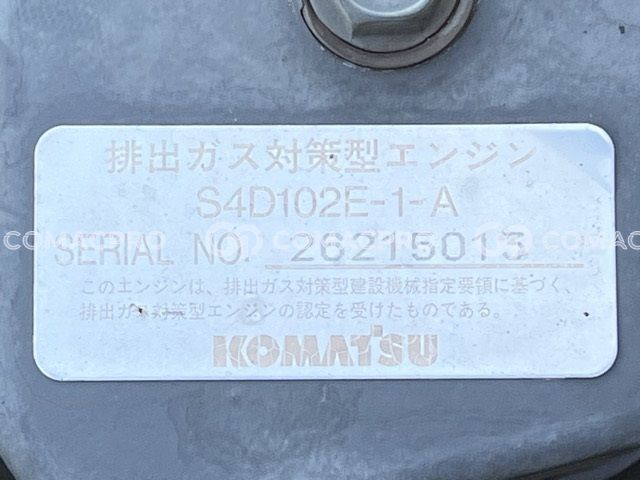 排出ガス対策型エンジン
S4D102E-1-A
SERIAL NO. 26215013
このエンジンは、排出ガス対策型建設機械指定要領に基づく、
排出ガス対策型エンジンの認定を受けたものである。
KOMATSU